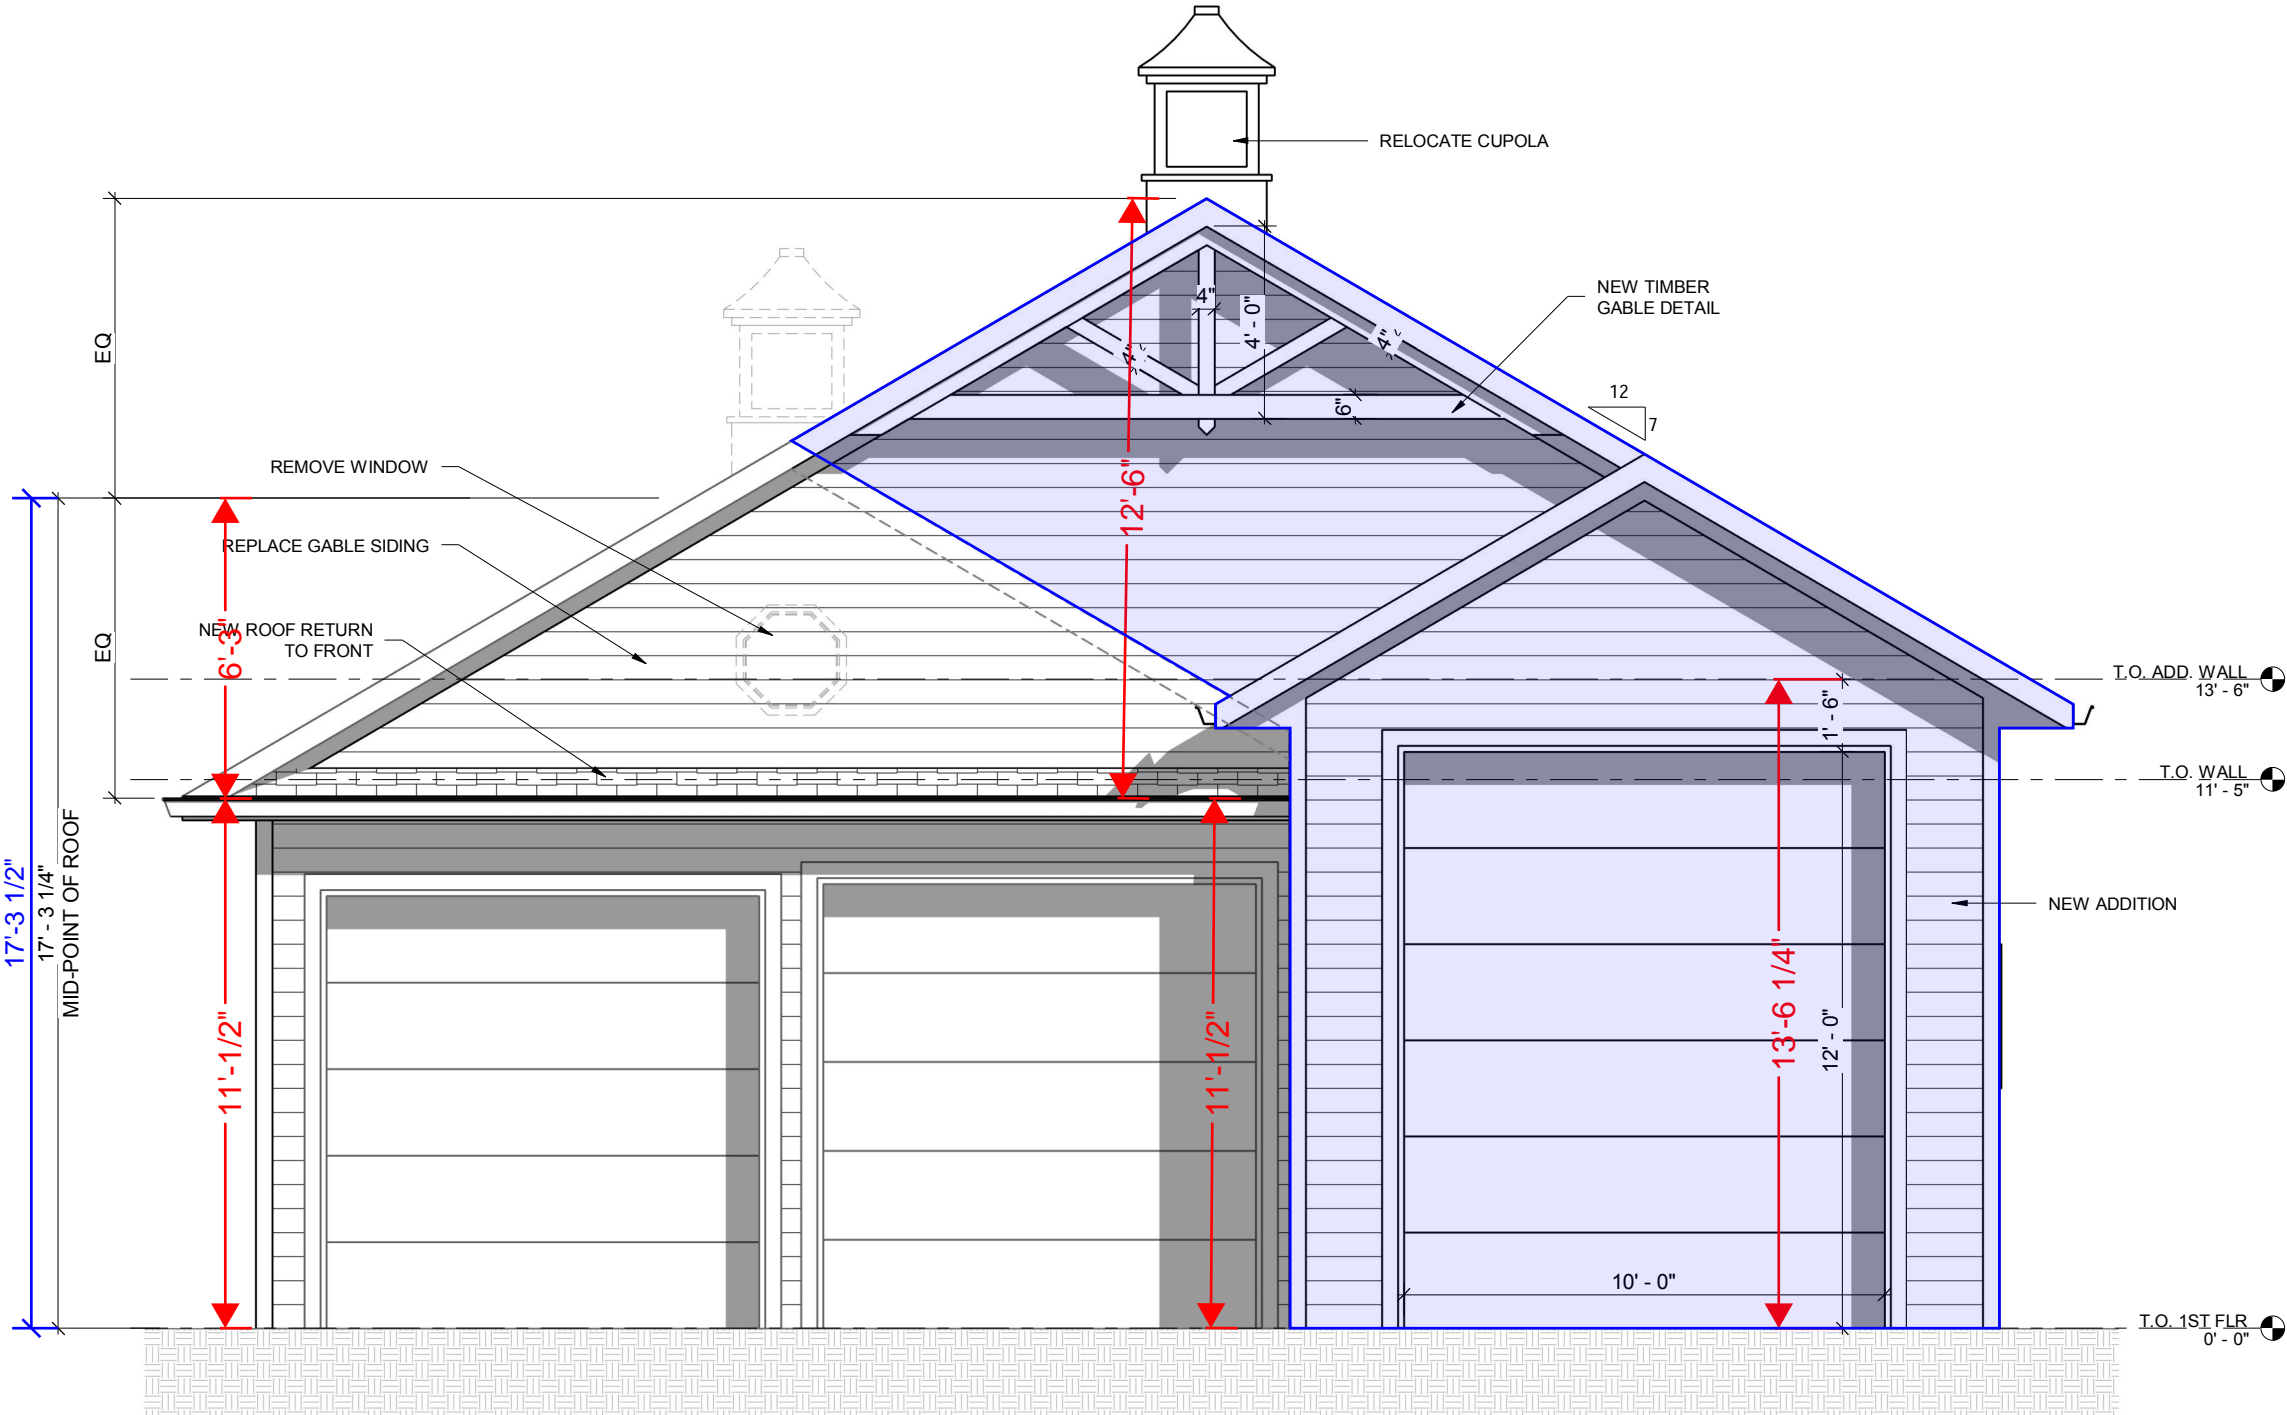 RELOCATE CUPOLA
NEW TIMBER
GABLE DETAIL
4"
4' - 0"
4"
4"
6"
12
7
EQ
REMOVE WINDOW
REPLACE GABLE SIDING
12'-6"
NEW ROOF RETURN
TO FRONT
6'-3"
EQ
T.O. ADD. WALL
13' - 6"
1' - 6"
T.O. WALL
11' - 5"
17'-3 1/2"
17' - 3 1/4"
MID-POINT OF ROOF
11'-1/2"
11'-1/2"
13'-6 1/4"
12' - 0"
NEW ADDITION
10' - 0"
T.O. 1ST FLR
0' - 0"